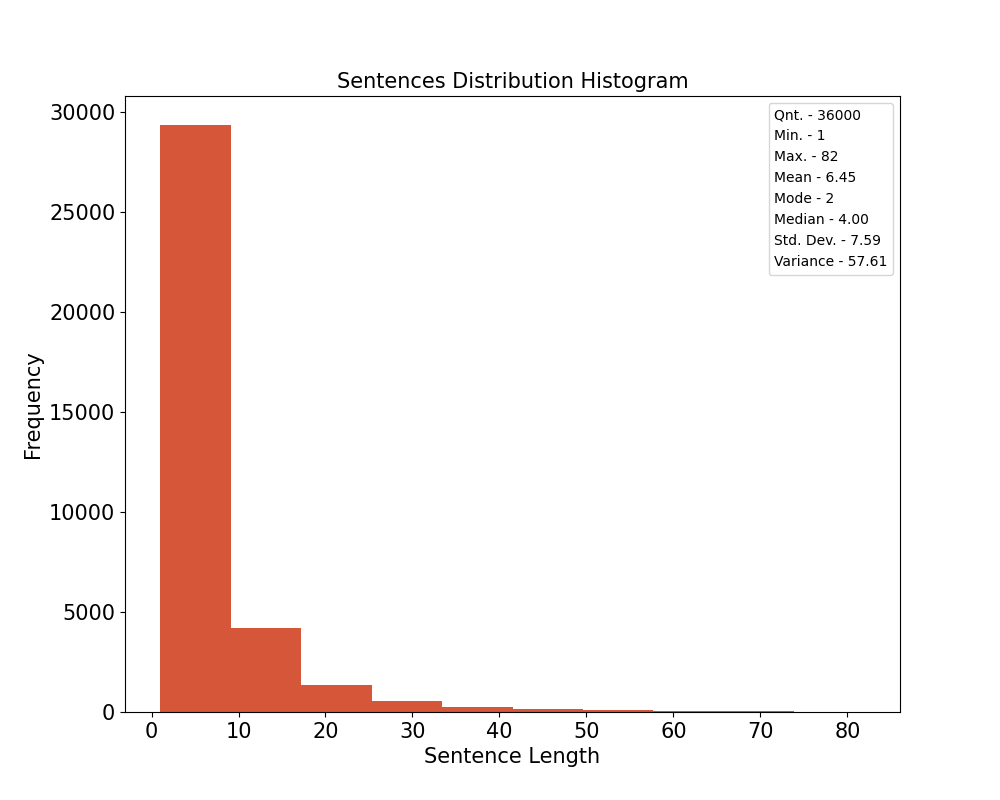 Sentences Distribution Histogram
30000
25000
20000
15000
10000
5000
0
Frequency
Qnt. - 36000
Min. - 1
Max. - 82
Mean - 6.45
Mode - 2
Median - 4.00
Std. Dev. - 7.59
Variance - 57.61
0 10 20 30 40 50 60 70 80
Sentence Length